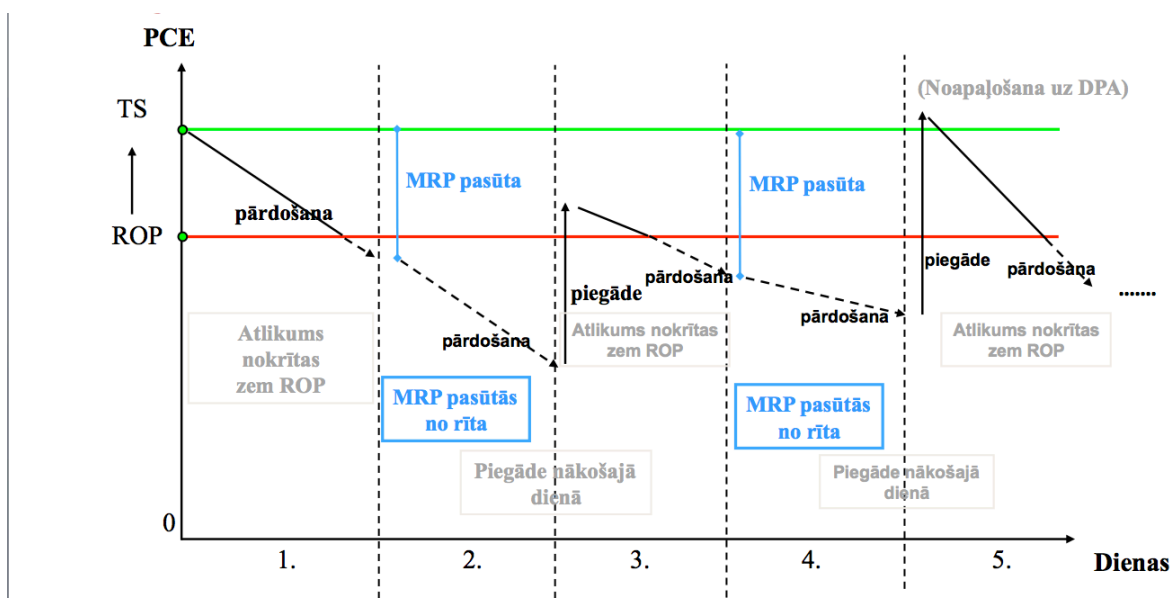 PCE
(Noapaļošana uz DPA)
TS
MRP pasūta
MRP pasūta
pārdošana
ROP
pārdošana
piegāde
pārdošana
piegāde
.......
pārdošana
pārdošana
Atlikums
nokrītas
zem ROP
Atlikums nokrītas
zem ROP
Atlikums nokrītas
zem ROP
MRP pasūtās
no rīta
MRP pasūtās
no rīta
Piegāde nākošajā
dienā
Piegāde nākošajā
dienā
0
1.
2.
3.
4.
5.
Dienas